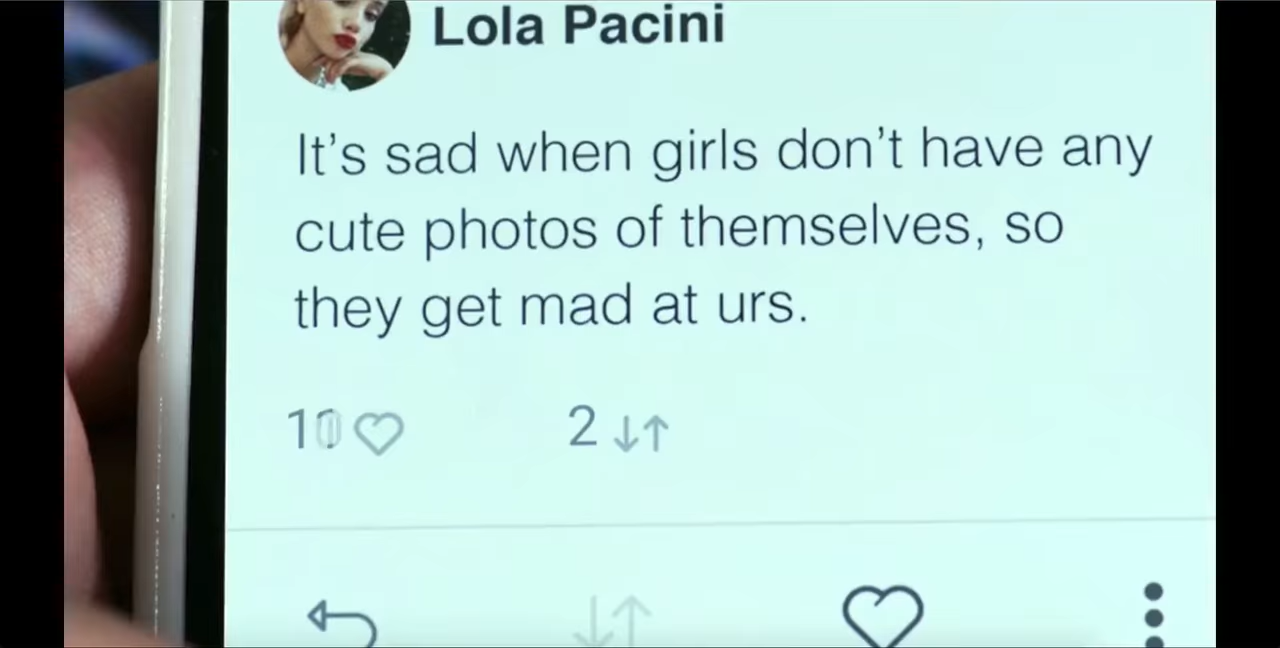 Lola Pacini
It’s sad when girls don’t have any
cute photos of themselves, so
they get mad at urs.
2